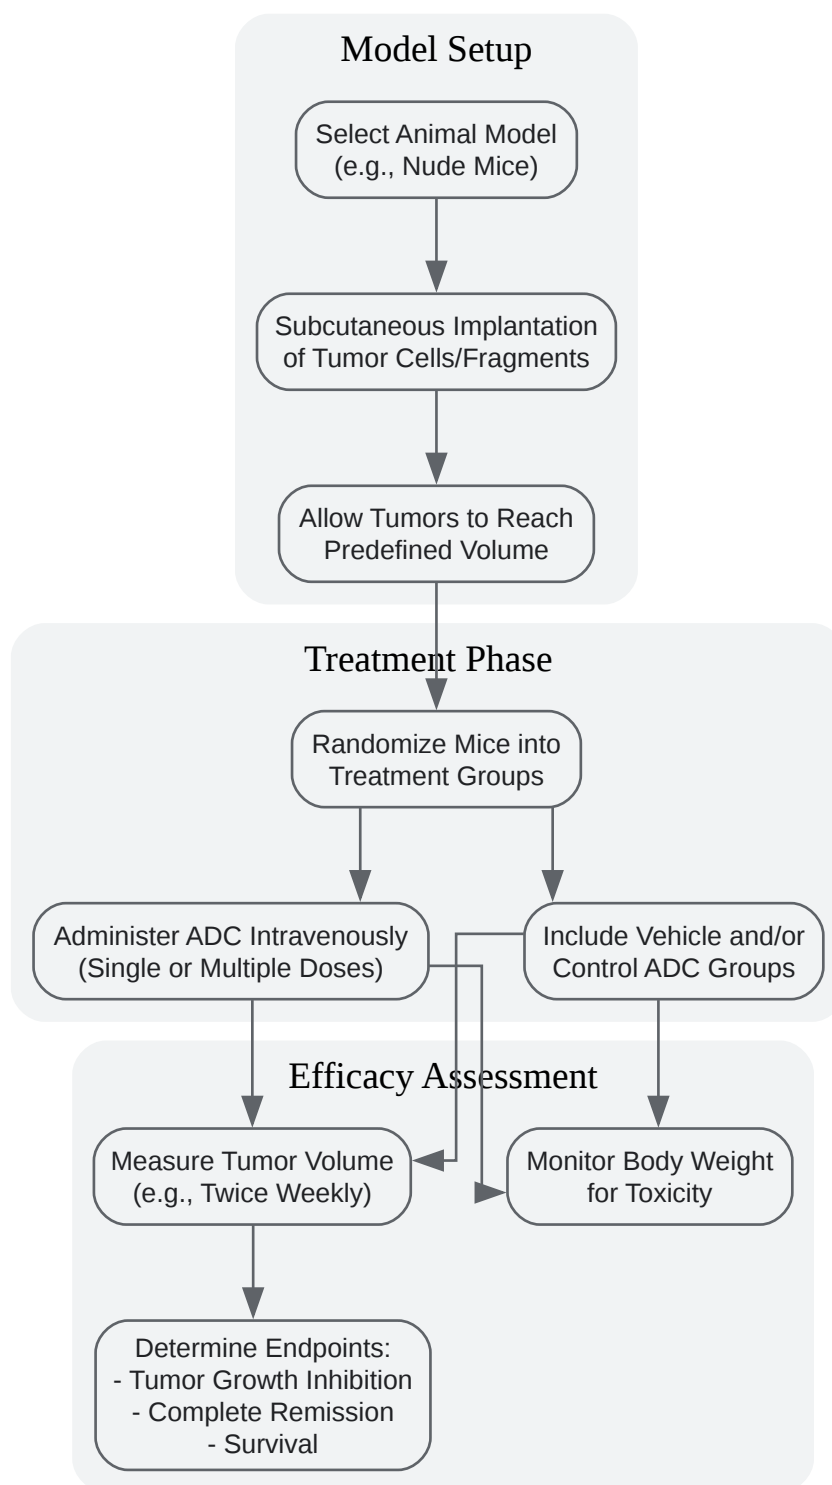 Model Setup
Select Animal Model
(e.g., Nude Mice)
Subcutaneous Implantation
of Tumor Cells/Fragments
Allow Tumors to Reach
Predefined Volume
Treatment Phase
Randomize Mice into
Treatment Groups
Administer ADC Intravenously
(Single or Multiple Doses)
Include Vehicle and/or
Control ADC Groups
Efficacy Assessment
Measure Tumor Volume
(e.g., Twice Weekly)
Monitor Body Weight
for Toxicity
Determine Endpoints:
- Tumor Growth Inhibition
- Complete Remission
- Survival